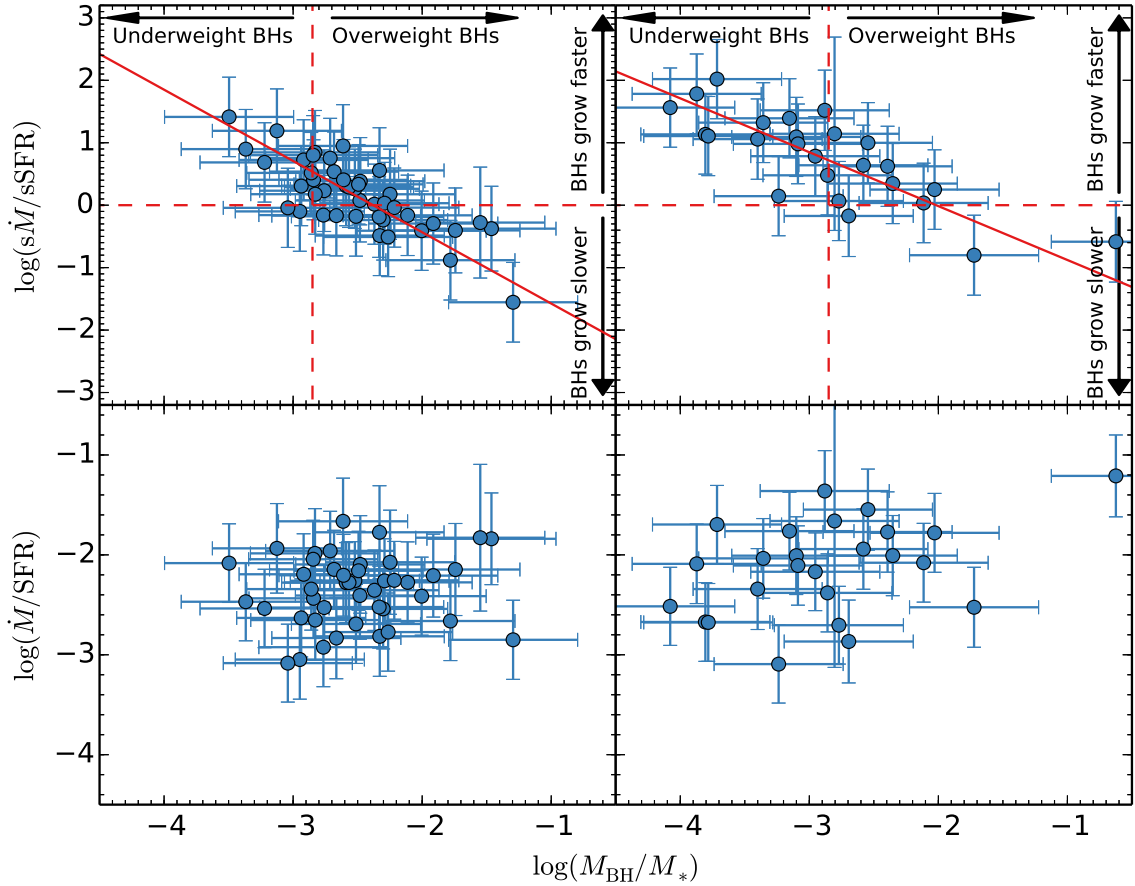 Underweight BHs
Overweight BHs
Underweight BHs
Overweight BHs
BHs grow faster
BHs grow slower
BHs grow faster
BHs grow slower
log(sṀ/sSFR)
3
2
1
0
−1
−2
−3
log(Ṁ/SFR)
−1
−2
−3
−4
−4 −3 −2 −1 −4 −3 −2 −1
log(M_BH/M_*)